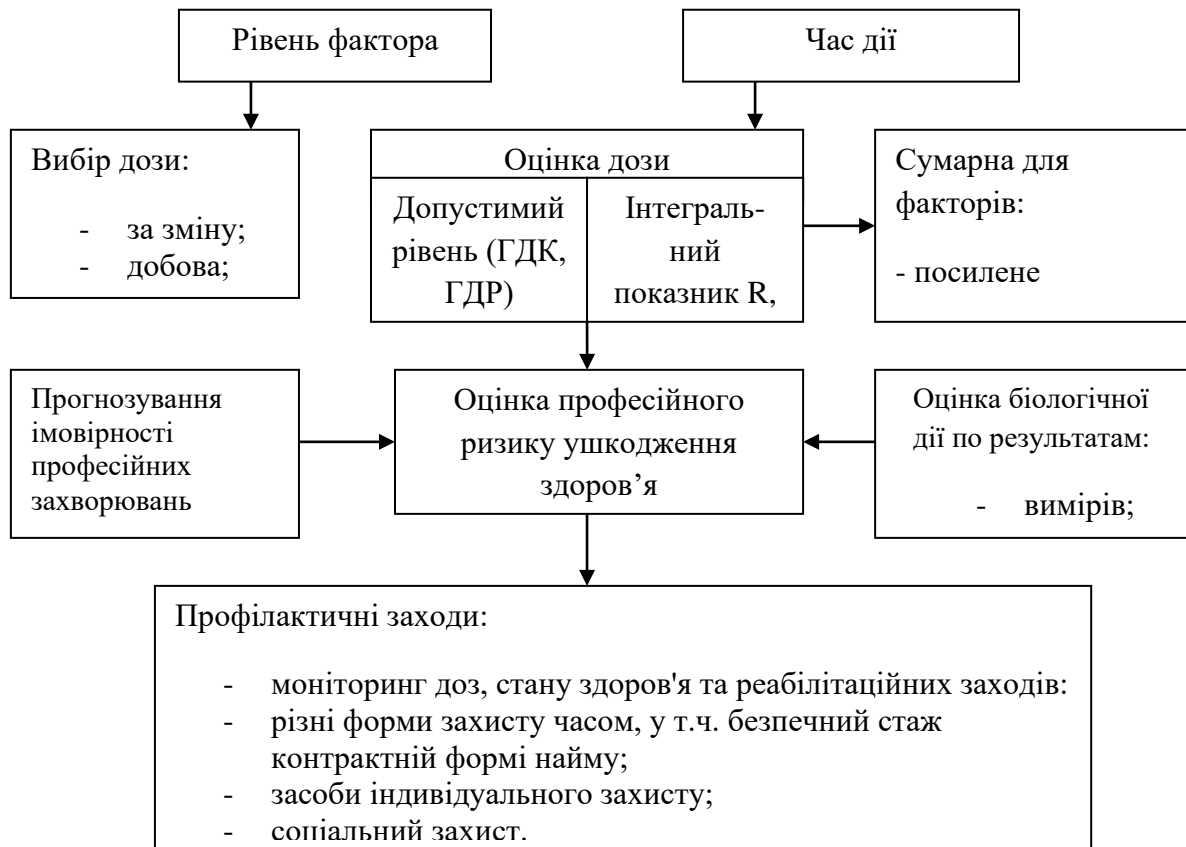 Рівень фактора
Час дії
Вибір дози:
- за зміну;
- добова;
Оцінка дози
Допустимий
рівень (ГДК,
ГДР)
Інтеграль-
ний
показник R,
Сумарна для
факторів:
- посилене
Прогнозування
імовірності
професійних
захворювань
Оцінка професійного
ризику ушкодження
здоров’я
Оцінка біологічної
дії по результатам:
- вимірів;
Профілактичні заходи:
- моніторинг доз, стану здоров'я та реабілітаційних заходів:
- різні форми захисту часом, у т.ч. безпечний стаж
контрактній формі найму;
- засоби індивідуального захисту;
- соціальний захист.